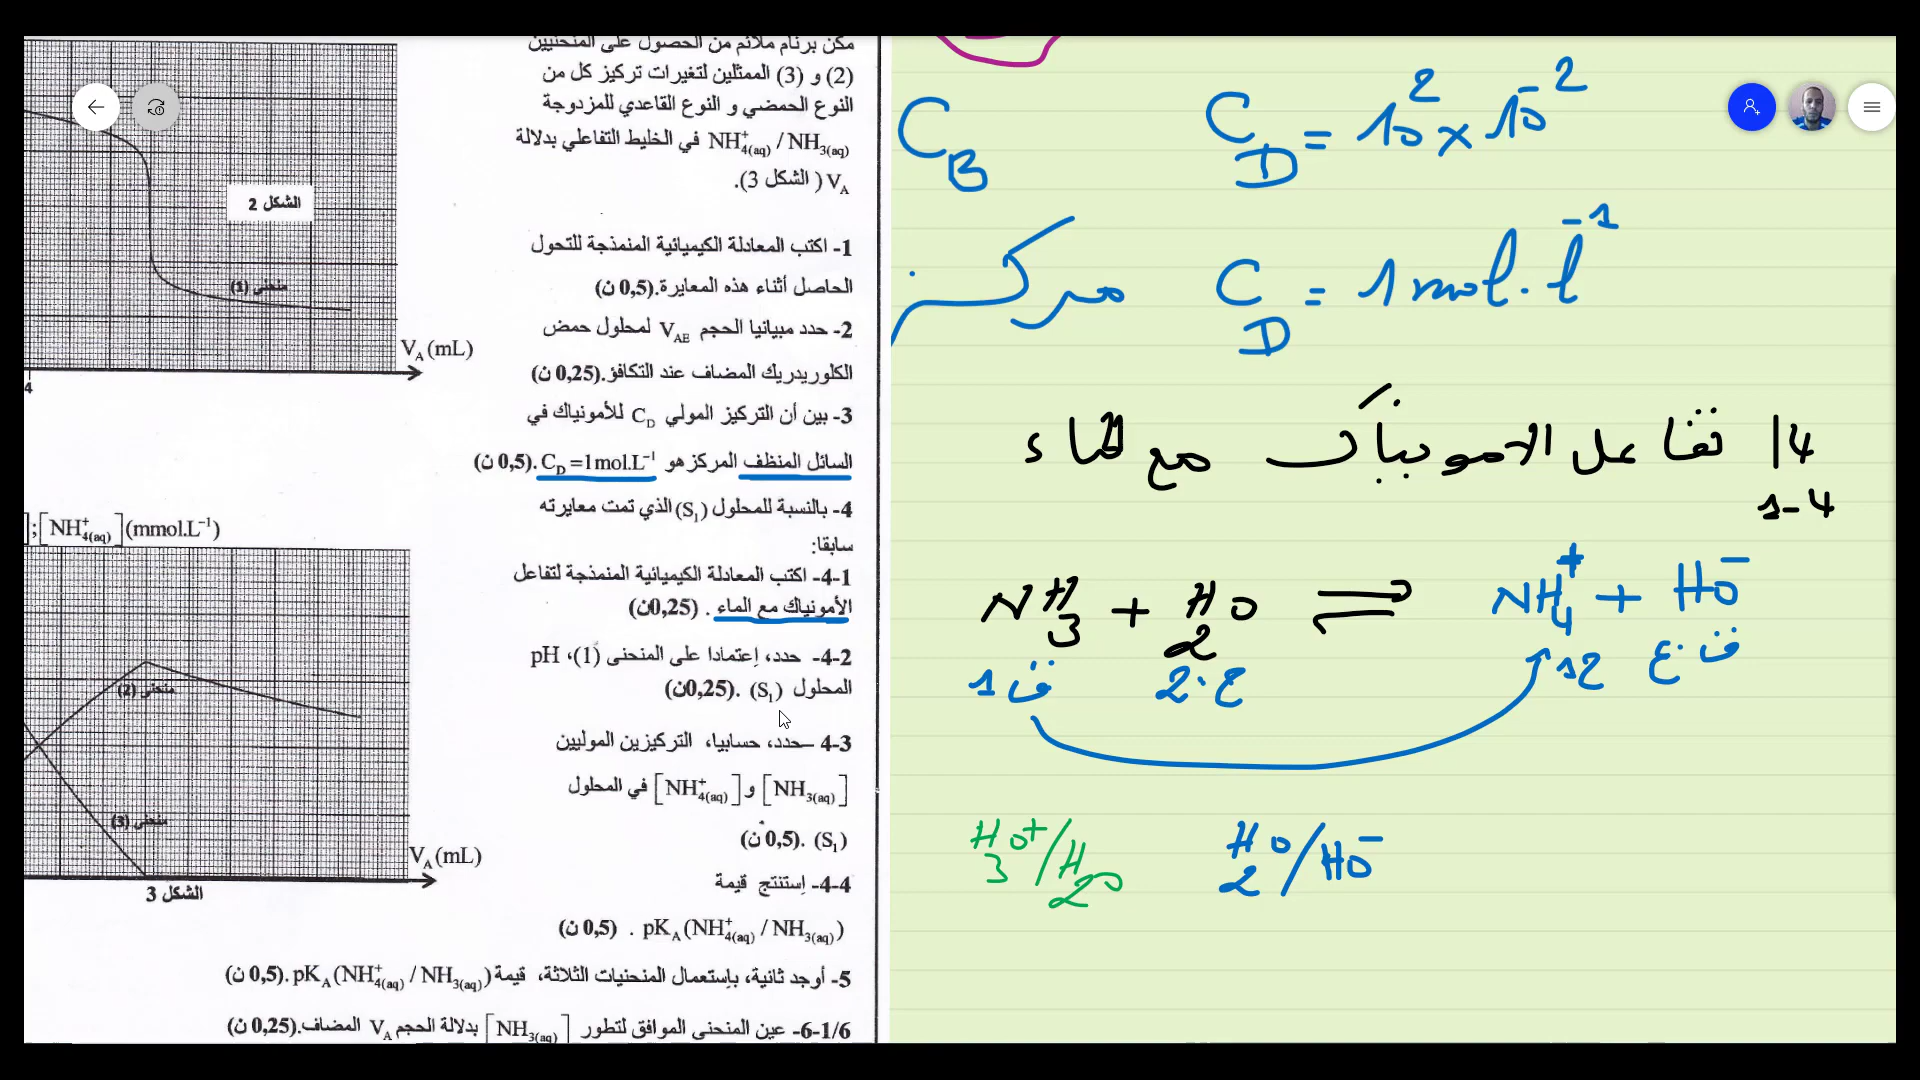 مكن برنام ملائم من الحصول على المنحنيين
(2) و (3) الممثلين لتغيرات تركيز كل من
النوع الحمضي و النوع القاعدي للمزدوجة
NH4(aq)+ / NH3(aq) في الخليط التفاعلي بدلالة
VA ( الشكل 3).
الشكل 2
منحنى (1)
VA (mL)
4
1- اكتب المعادلة الكيميائية المنمذجة للتحول
الحاصل أثناء هذه المعايرة.(0,5 ن)
2- حدد مبيانيا الحجم VAE لمحلول حمض
الكلوريدريك المضاف عند التكافؤ.(0,25 ن)
3- بين أن التركيز المولي CD للأمونياك في
السائل المنظف المركز هو CD =1mol.L−1 .(0,5 ن)
4- بالنسبة للمحلول (S1) الذي تمت معايرته
سابقا:
4-1- اكتب المعادلة الكيميائية المنمذجة لتفاعل
الأمونياك مع الماء . (0,25ن)
4-2- حدد، إعتمادا على المنحنى (1)، pH
المحلول (S1) .(0,25ن)
4-3 –حدد، حسابيا، التركيزين الموليين
[NH3(aq)] و [NH4(aq)+] في المحلول
(S1) .(0,5 ن)
4-4- إستنتج قيمة
pKA (NH4(aq)+ / NH3(aq)) . (0,5 ن)
5- أوجد ثانية، بإستعمال المنحنيات الثلاثة، قيمة pKA (NH4(aq)+ / NH3(aq)) .(0,5 ن)
6-1/6- عين المنحنى الموافق لتطور [NH3(aq)] بدلالة الحجم VA المضاف.(0,25 ن)
];[NH4(aq)+](mmol.L−1)
منحنى (2)
منحنى (3)
VA (mL)
الشكل 3
CB
CD = 10² × 10⁻²
مركز
CD = 1 mol . l⁻¹
4| تفاعل الامونياك مع الماء
4-1
NH3 + H2O ⇌ NH4+ + HO−
ق1 ح.2 ح1 ق.ع
H3O+/H2O H2O/HO−